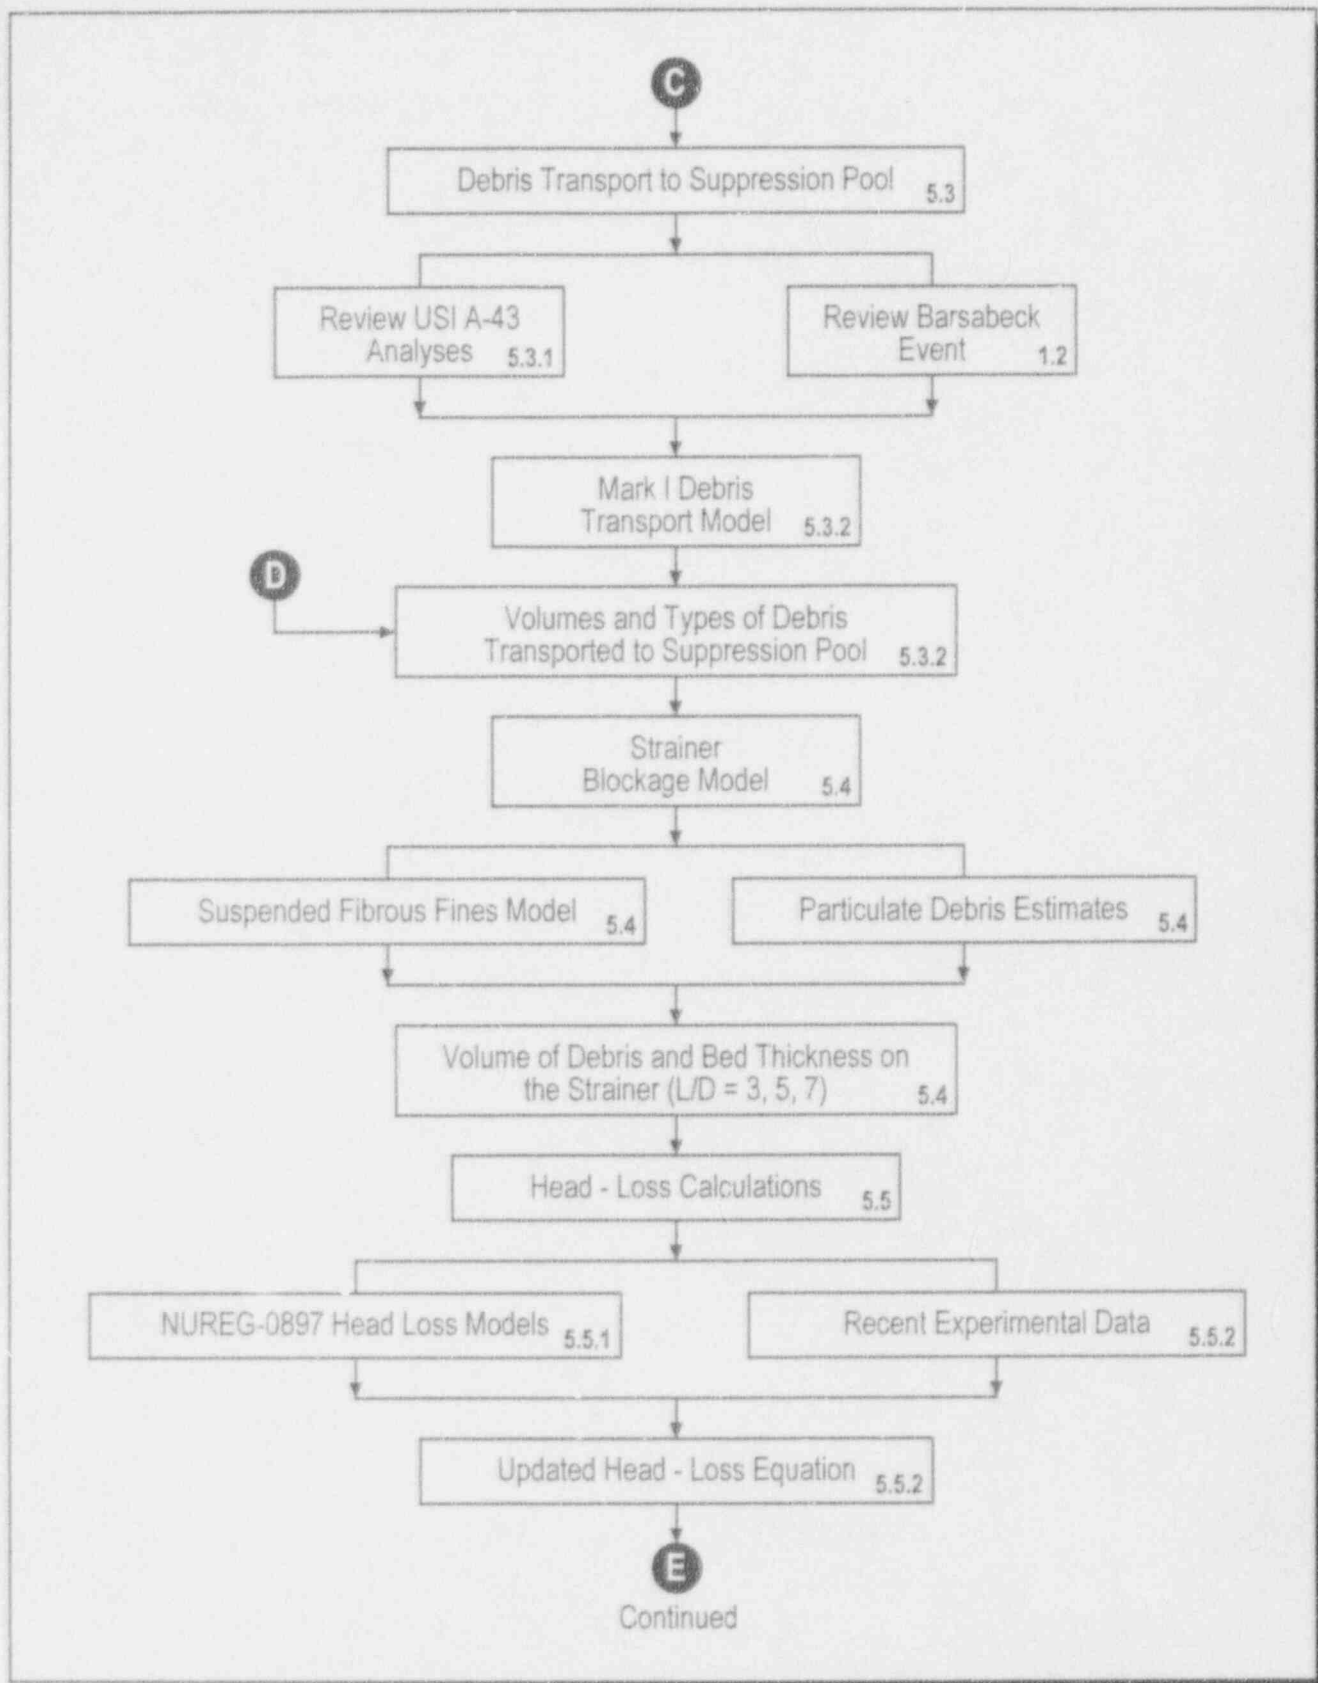 C
Debris Transport to Suppression Pool
5.3
Review USI A-43
Analyses 5.3.1
Review Barsabeck
Event 1.2
Mark I Debris
Transport Model 5.3.2
D
Volumes and Types of Debris
Transported to Suppression Pool 5.3.2
Strainer
Blockage Model 5.4
Suspended Fibrous Fines Model
5.4
Particulate Debris Estimates
5.4
Volume of Debris and Bed Thickness on
the Strainer (L/D = 3, 5, 7) 5.4
Head - Loss Calculations
5.5
NUREG-0897 Head Loss Models
5.5.1
Recent Experimental Data
5.5.2
Updated Head - Loss Equation
5.5.2
E
Continued